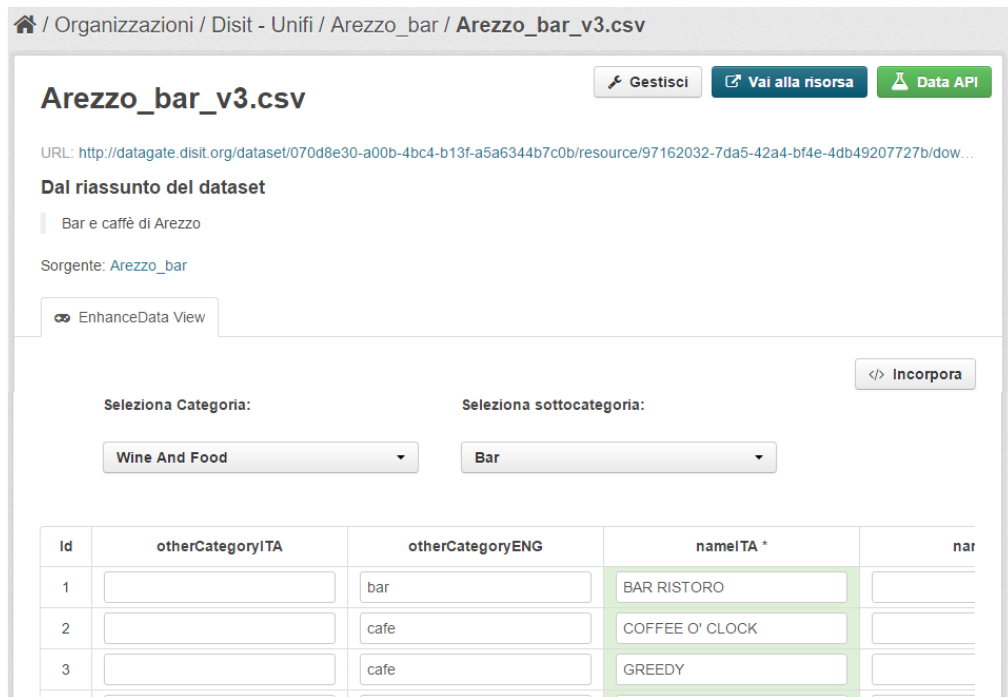 / Organizzazioni / Disit - Unifi / Arezzo_bar / Arezzo_bar_v3.csv
Gestisci Vai alla risorsa Data API
Arezzo_bar_v3.csv
URL: http://datagate.disit.org/dataset/070d8e30-a00b-4bc4-b13f-a5a6344b7c0b/resource/97162032-7da5-42a4-bf4e-4db49207727b/dow...
Dal riassunto del dataset
Bar e caffè di Arezzo
Sorgente: Arezzo_bar
EnhanceData View
</> Incorpora
Seleziona Categoria: Seleziona sottocategoria:
Wine And Food Bar
Id otherCategoryITA otherCategoryENG nameITA * nar
1 bar BAR RISTORO
2 cafe COFFEE O' CLOCK
3 cafe GREEDY